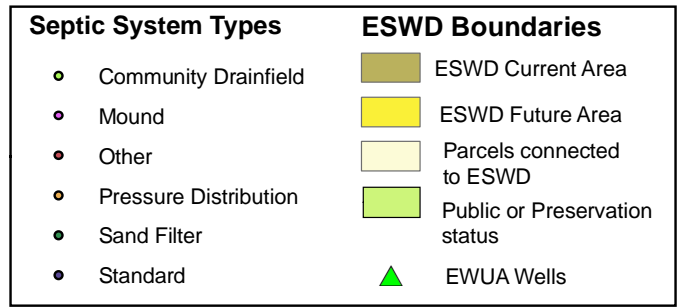 Septic System Types
Community Drainfield
Mound
Other
Pressure Distribution
Sand Filter
Standard
ESWD Boundaries
ESWD Current Area
ESWD Future Area
Parcels connected
to ESWD
Public or Preservation
status
EWUA Wells